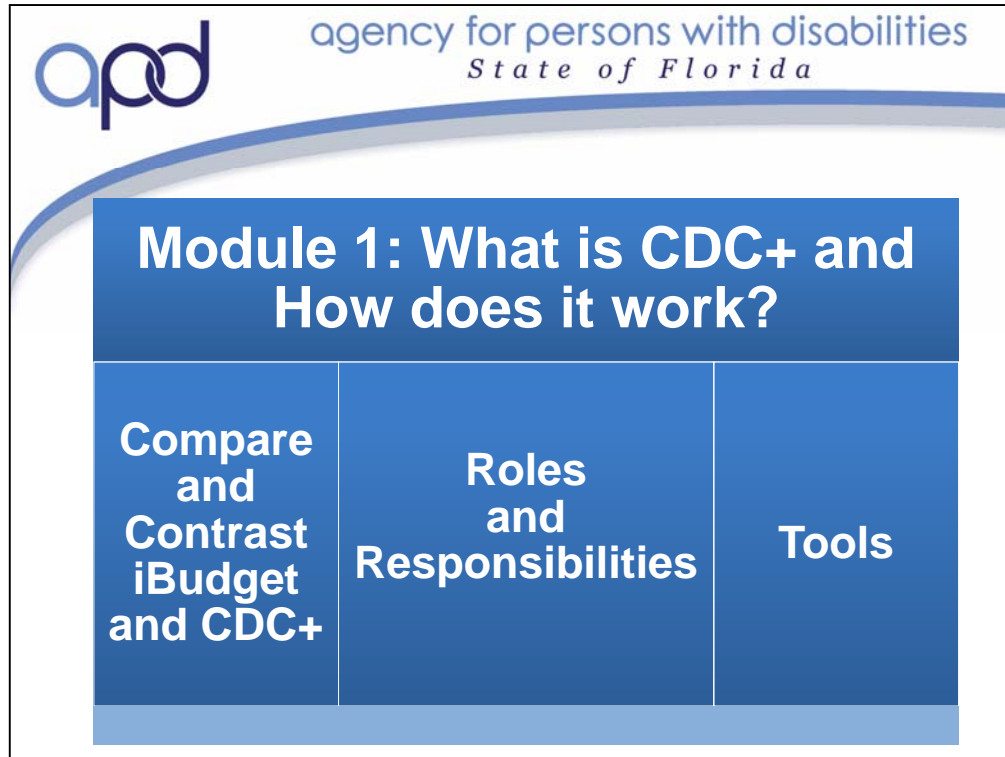 apd
agency for persons with disabilities
State of Florida
Module 1: What is CDC+ and
How does it work?
Compare
and
Contrast
iBudget
and CDC+
Roles
and
Responsibilities
Tools